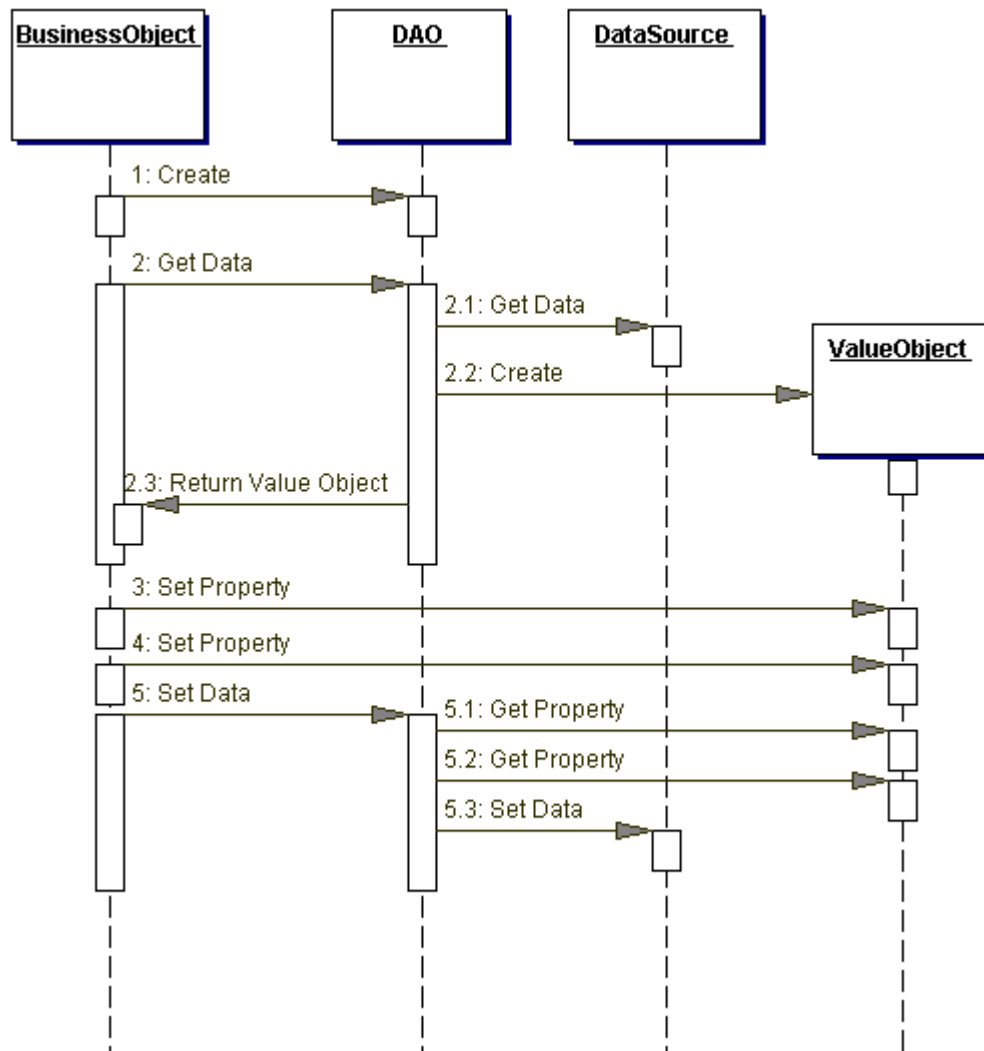 BusinessObject
DAO
DataSource
1: Create
2: Get Data
2.1: Get Data
ValueObject
2.2: Create
2.3: Return Value Object
3: Set Property
4: Set Property
5: Set Data
5.1: Get Property
5.2: Get Property
5.3: Set Data